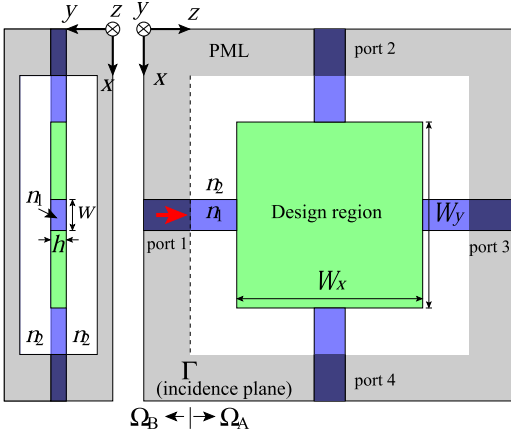 y z
x
n1
w
h
n2 n2
y
z
x
PML
port 2
n2
n1
Design region
Wy
port 1
port 3
Wx
Γ
(incidence plane)
port 4
ΩB ΩA